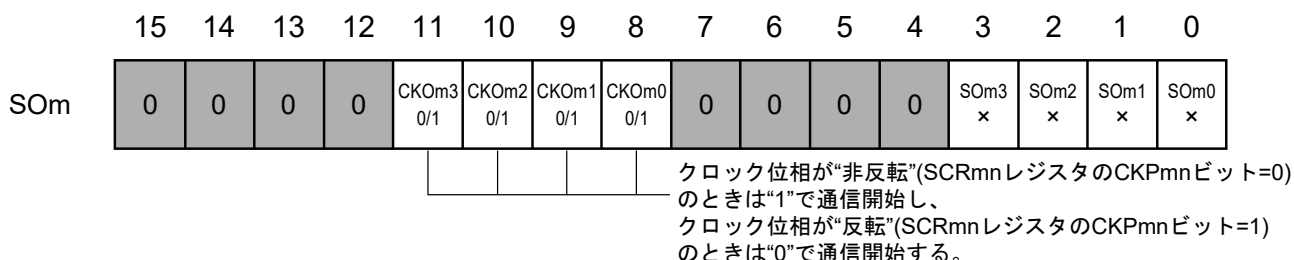 15 14 13 12 11 10 9 8 7 6 5 4 3 2 1 0
SOm 0 0 0 0 CKOm3 CKOm2 CKOm1 CKOm0 0 0 0 0 SOm3 SOm2 SOm1 SOm0
0/1 0/1 0/1 0/1 × × × ×
クロック位相が“非反転”(SCRmnレジスタのCKPmnビット=0)
のときは“1”で通信開始し、
クロック位相が“反転”(SCRmnレジスタのCKPmnビット=1)
のときは“0”で通信開始する。